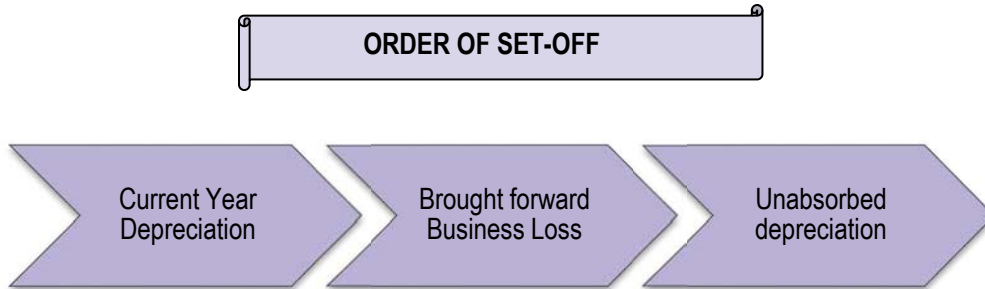 ORDER OF SET-OFF
Current Year
Depreciation
Brought forward
Business Loss
Unabsorbed
depreciation